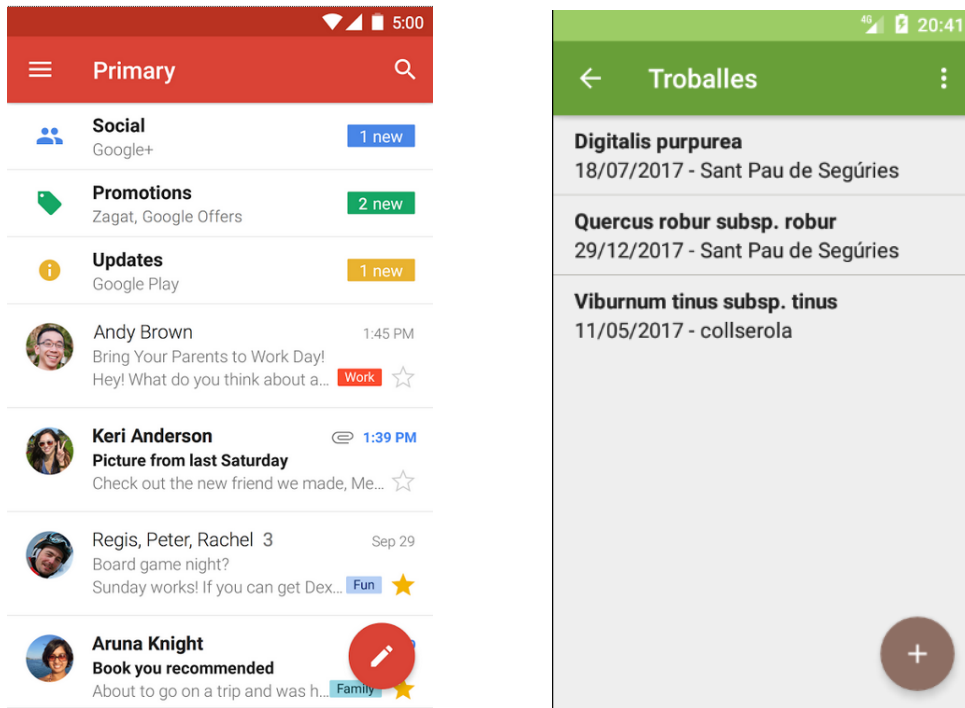 5:00
Primary
Social
1 new
Google+
Promotions
2 new
Zagat, Google Offers
Updates
1 new
Google Play
Andy Brown 1:45 PM
Bring Your Parents to Work Day!
Hey! What do you think about a... Work
Keri Anderson 1:39 PM
Picture from last Saturday
Check out the new friend we made, Me...
Regis, Peter, Rachel 3 Sep 29
Board game night?
Sunday works! If you can get Dex... Fun
Aruna Knight
Book you recommended
About to go on a trip and was h... Family
4G 20:41
Troballes
Digitalis purpurea
18/07/2017 - Sant Pau de Segúries
Quercus robur subsp. robur
29/12/2017 - Sant Pau de Segúries
Viburnum tinus subsp. tinus
11/05/2017 - collserola